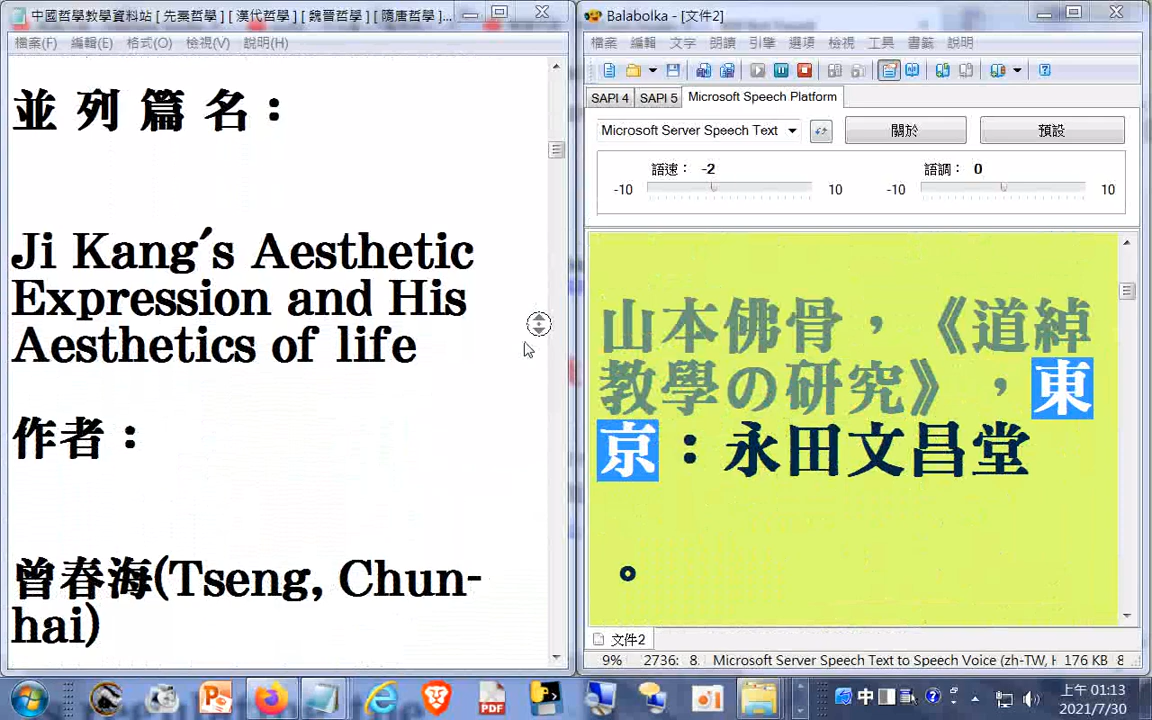 中國哲學教學資料站 [ 先秦哲學 ] [ 漢代哲學 ] [ 魏晉哲學 ] [ 隋唐哲學 ]...
檔案(F) 編輯(E) 格式(O) 檢視(V) 說明(H)
並 列 篇 名：
Ji Kang's Aesthetic
Expression and His
Aesthetics of life
作者：
曾春海(Tseng, Chun-
hai)
Balabolka - [文件2]
檔案 編輯 文字 朗讀 引擎 選項 檢視 工具 書籤 說明
SAPI 4 SAPI 5 Microsoft Speech Platform
Microsoft Server Speech Text 關於 預設
語速： -2 語調： 0
-10 10 -10 10
山本佛骨，《道綽
教學の研究》，東
京：永田文昌堂
。
文件2
9% 2736: 8. Microsoft Server Speech Text to Speech Voice (zh-TW, H 176 KB 8
PDF 中 上午 01:13
2021/7/30